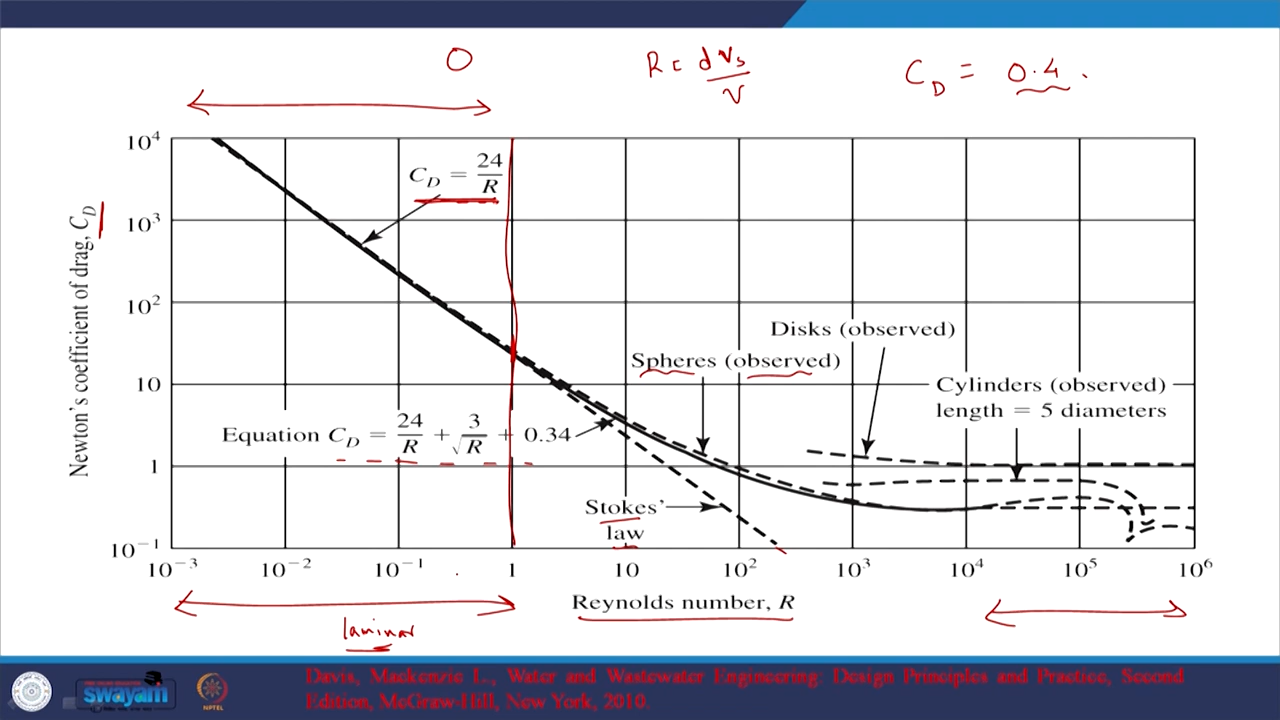 O
R = dVs/ν
C_D = 0.4.
10^4
10^3
10^2
10
1
10^-1
Newton's coefficient of drag, C_D
C_D = 24/R
Disks (observed)
Spheres (observed)
Cylinders (observed)
length = 5 diameters
Equation C_D = 24/R + 3/√R + 0.34
Stokes'
law
10^-3 10^-2 10^-1 1 10 10^2 10^3 10^4 10^5 10^6
Reynolds number, R
laminar
swayam
NPTEL
Davis, Mackenzie L., Water and Wastewater Engineering: Design Principles and Practice, Second
Edition, McGraw-Hill, New York, 2010.